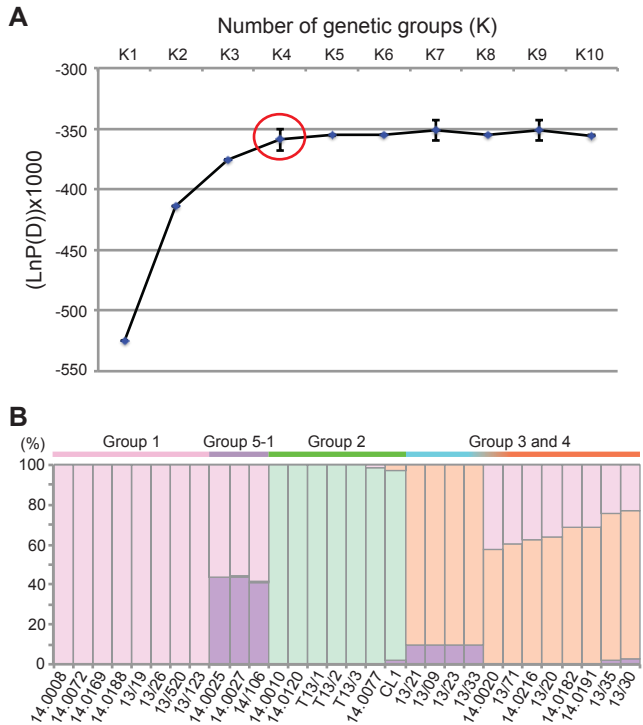 A
Number of genetic groups (K)
K1 K2 K3 K4 K5 K6 K7 K8 K9 K10
-300
-350
-400
-450
-500
-550
(LnP(D))x1000
B
(%)
Group 1 Group 5-1 Group 2 Group 3 and 4
100
80
60
40
20
0
14.0008 14.0072 14.0169 14.0188 13/19 13/26 13/520 13/123 14.0025 14.0027 14/106 14.0010 14.0120 T13/1 T13/2 T13/3 14.0077 CL1 13/21 13/09 13/23 13/33 14.0020 13/71 14.0216 13/20 14.0182 14.0191 13/35 13/30